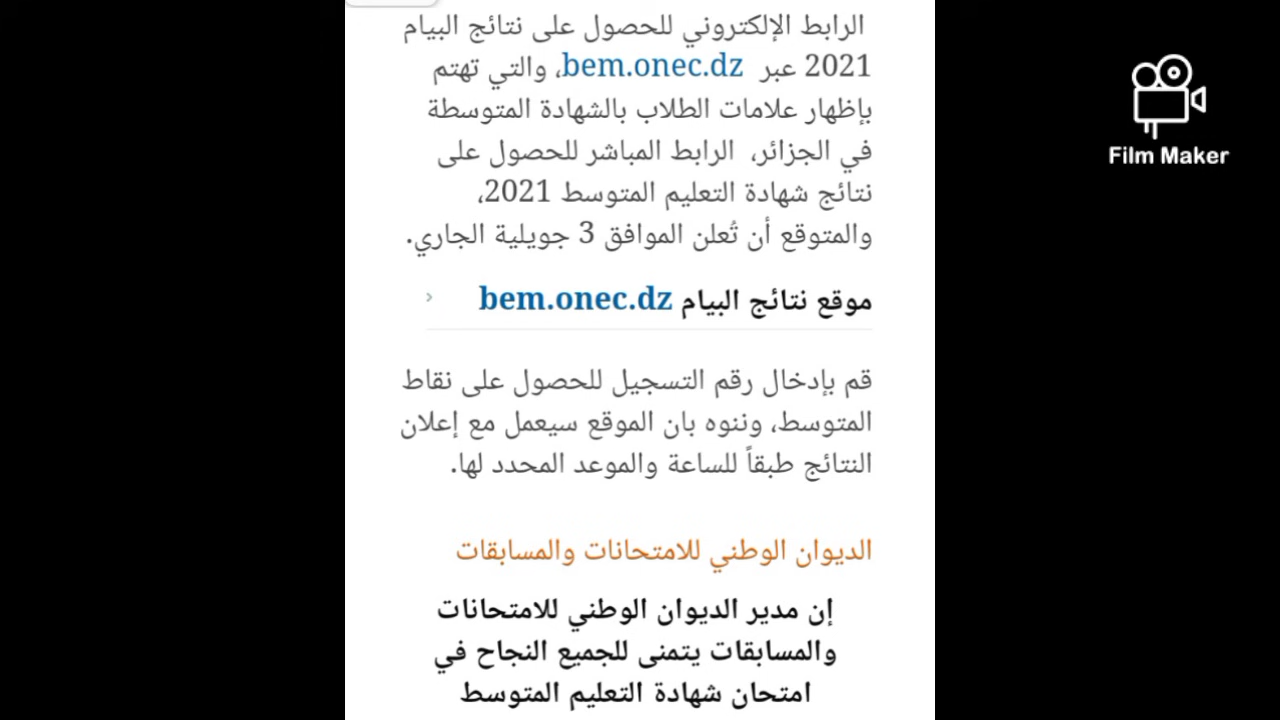 الرابط الإلكتروني للحصول على نتائج البيام
2021 عبر bem.onec.dz، والتي تهتم
بإظهار علامات الطلاب بالشهادة المتوسطة
في الجزائر، الرابط المباشر للحصول على
نتائج شهادة التعليم المتوسط 2021،
والمتوقع أن تُعلن الموافق 3 جويلية الجاري.
موقع نتائج البيام bem.onec.dz
قم بإدخال رقم التسجيل للحصول على نقاط
المتوسط، وننوه بان الموقع سيعمل مع إعلان
النتائج طبقاً للساعة والموعد المحدد لها.
الديوان الوطني للامتحانات والمسابقات
إن مدير الديوان الوطني للامتحانات
والمسابقات يتمنى للجميع النجاح في
امتحان شهادة التعليم المتوسط
Film Maker